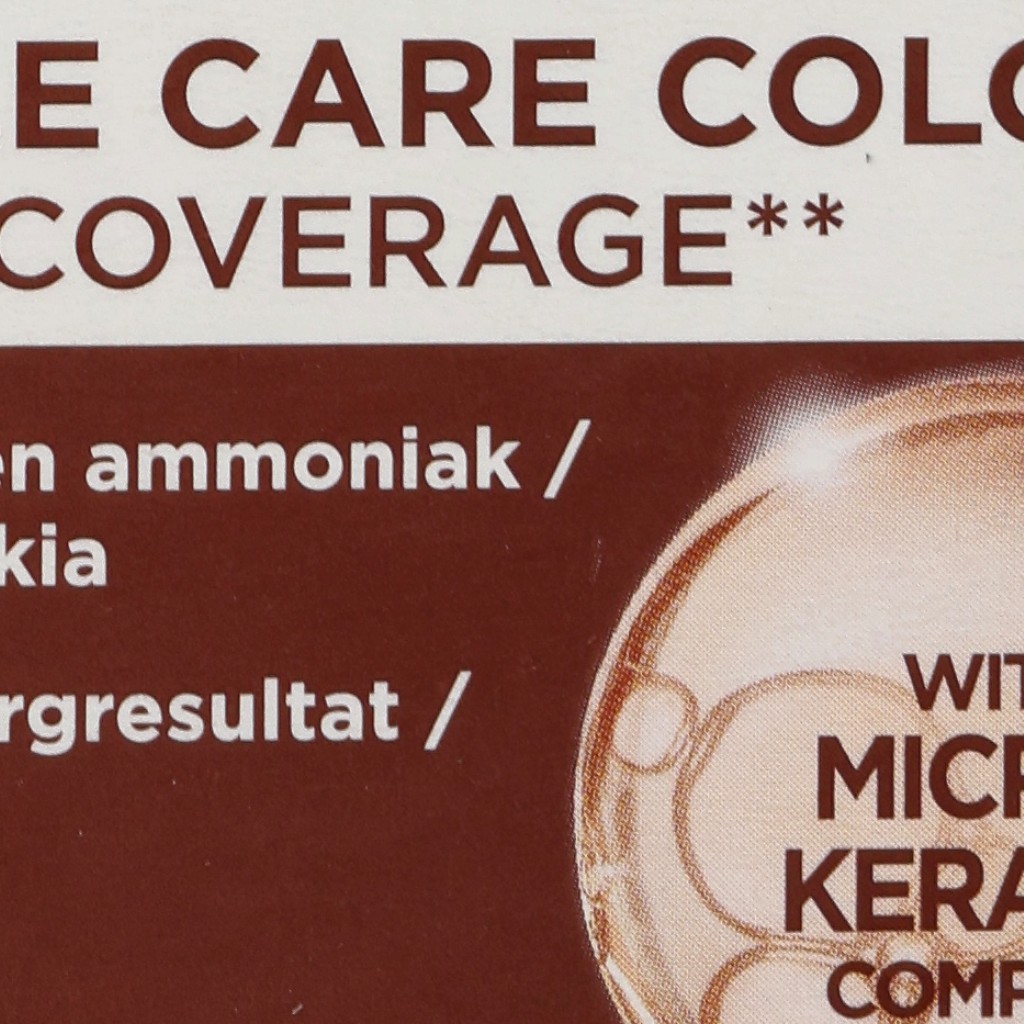 E CARE COLO
COVERAGE**
en ammoniak /
kia
rgresultat /
WIT
MICR
KERA
COMP